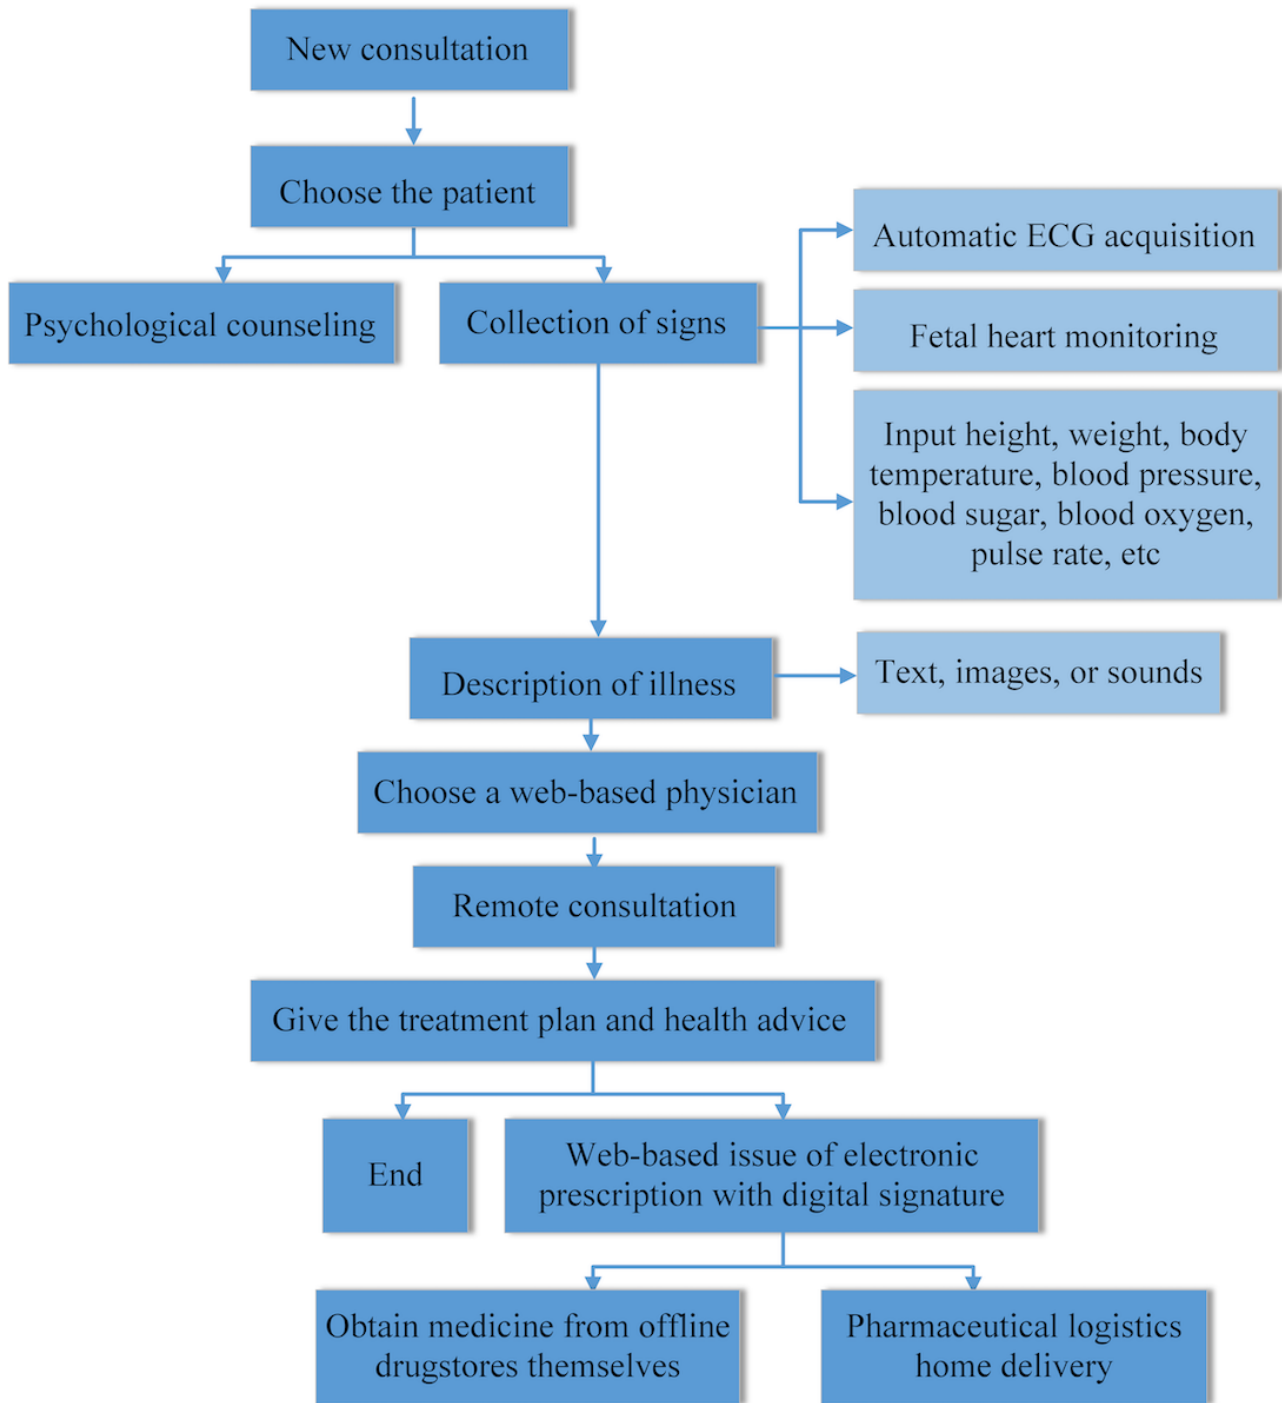 New consultation
Choose the patient
Psychological counseling
Collection of signs
Automatic ECG acquisition
Fetal heart monitoring
Input height, weight, body
temperature, blood pressure,
blood sugar, blood oxygen,
pulse rate, etc
Description of illness
Text, images, or sounds
Choose a web-based physician
Remote consultation
Give the treatment plan and health advice
End
Web-based issue of electronic
prescription with digital signature
Obtain medicine from offline
drugstores themselves
Pharmaceutical logistics
home delivery